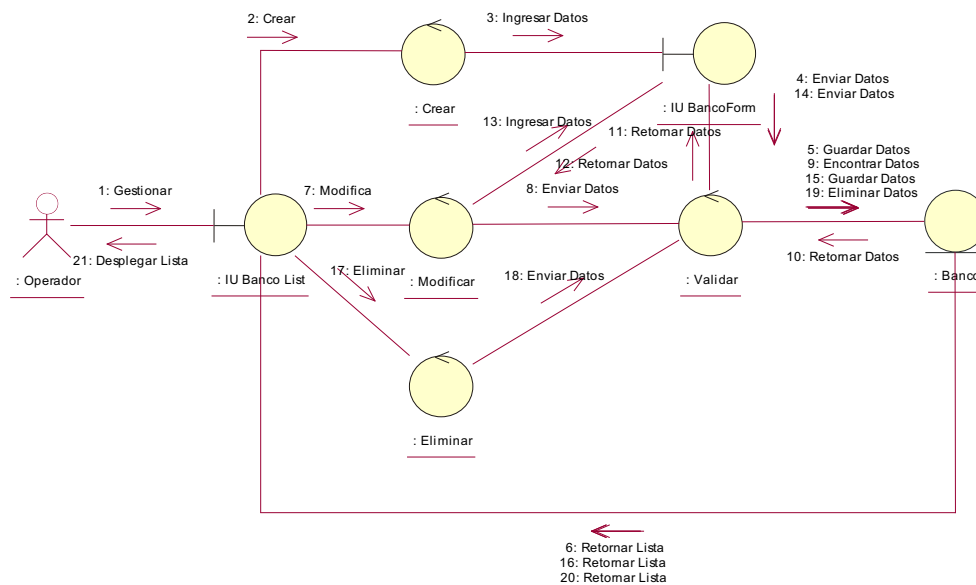 2: Crear
3: Ingresar Datos
: Crear
: IU BancoForm
4: Enviar Datos
14: Enviar Datos
13: Ingresar Datos
11: Retornar Datos
12: Retornar Datos
5: Guardar Datos
9: Encontrar Datos
15: Guardar Datos
19: Eliminar Datos
1: Gestionar
7: Modifica
8: Enviar Datos
21: Desplegar Lista
10: Retornar Datos
17: Eliminar
18: Enviar Datos
: Operador
: IU Banco List
: Modificar
: Validar
: Banco
: Eliminar
6: Retornar Lista
16: Retornar Lista
20: Retornar Lista